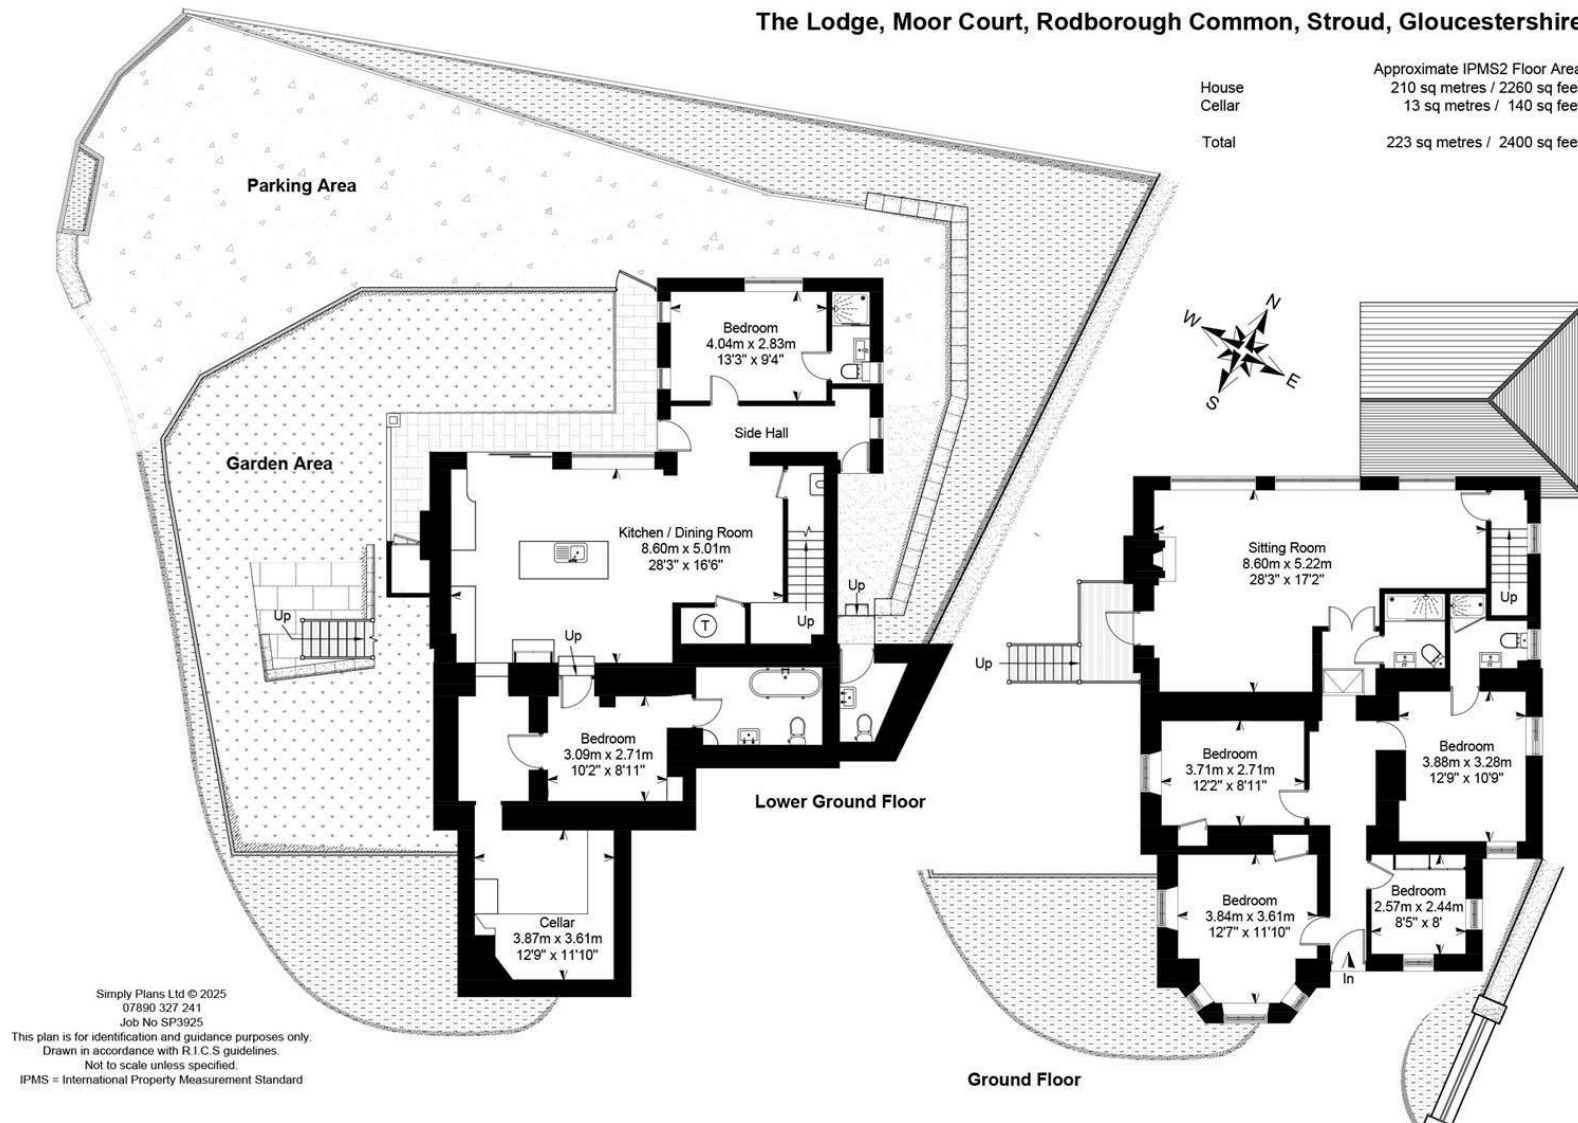 The Lodge, Moor Court, Rodborough Common, Stroud, Gloucestershire
Approximate IPMS2 Floor Area
House 210 sq metres / 2260 sq fee
Cellar 13 sq metres / 140 sq fee
Total 223 sq metres / 2400 sq fee
Parking Area
Garden Area
Bedroom
4.04m x 2.83m
13'3" x 9'4"
Side Hall
Kitchen / Dining Room
8.60m x 5.01m
28'3" x 16'6"
T
Up
Up
Up
Up
Bedroom
3.09m x 2.71m
10'2" x 8'11"
Lower Ground Floor
Cellar
3.87m x 3.61m
12'9" x 11'10"
N
W
E
S
Sitting Room
8.60m x 5.22m
28'3" x 17'2"
Up
Up
Bedroom
3.71m x 2.71m
12'2" x 8'11"
Bedroom
3.88m x 3.28m
12'9" x 10'9"
Bedroom
3.84m x 3.61m
12'7" x 11'10"
Bedroom
2.57m x 2.44m
8'5" x 8'
In
Ground Floor
Simply Plans Ltd © 2025
07890 327 241
Job No SP3925
This plan is for identification and guidance purposes only.
Drawn in accordance with R.I.C.S guidelines.
Not to scale unless specified.
IPMS = International Property Measurement Standard